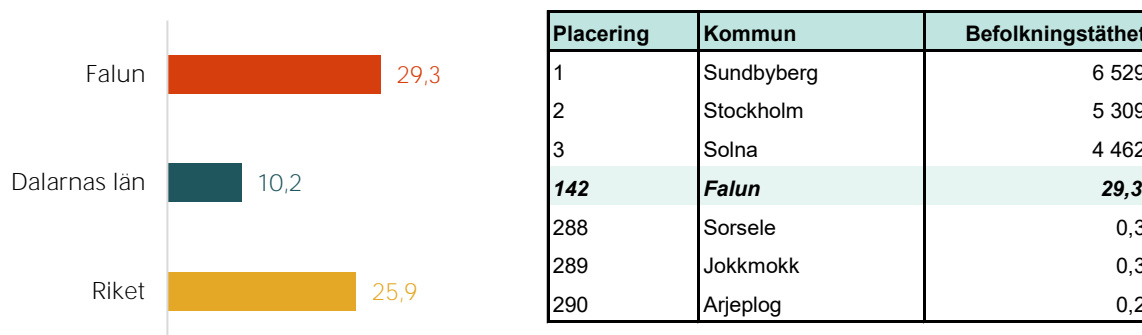 Falun 29,3
Dalarnas län 10,2
Riket 25,9
Placering Kommun Befolkningstäthet
1 Sundbyberg 6 529
2 Stockholm 5 309
3 Solna 4 462
142 Falun 29,3
288 Sorsele 0,3
289 Jokkmokk 0,3
290 Arjeplog 0,2